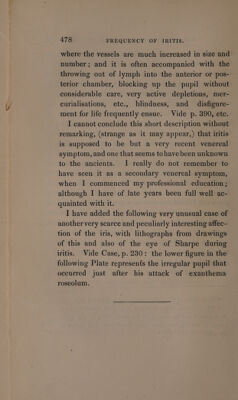 478 FREQUENCY OF IRITIS.
where the vessels are much increased in size and
number; and it is often accompanied with the
throwing out of lymph into the anterior or pos-
terior chamber, blocking up the pupil without
considerable care, very active depletions, mer-
curialisations, etc., blindness, and disfigure-
ment for life frequently ensue. Vide p. 390, etc.
I cannot conclude this short description without
remarking, (strange as it may appear,) that iritis
is supposed to be but a very recent venereal
symptom, and one that seems to have been unknown
to the ancients. I really do not remember to
have seen it as a secondary venereal symptom,
when I commenced my professional education;
although I have of late years been full well ac-
quainted with it.
I have added the following very unusual case of
another very scarce and peculiarly interesting affec-
tion of the iris, with lithographs from drawings
of this and also of the eye of Sharpe during
iritis. Vide Case, p. 230: the lower figure in the
following Plate represents the irregular pupil that
occurred just after his attack of exanthema
roseolum.